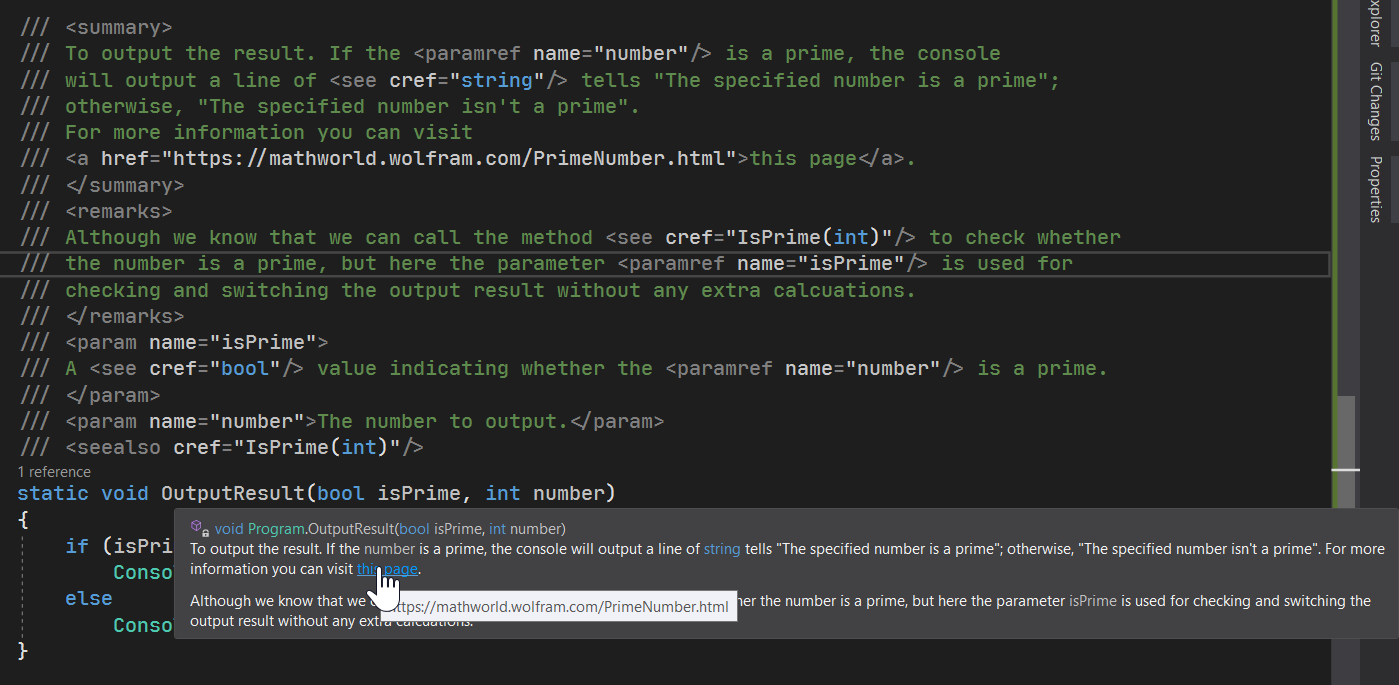 /// <summary>
/// To output the result. If the <paramref name="number"/> is a prime, the console
/// will output a line of <see cref="string"/> tells "The specified number is a prime";
/// otherwise, "The specified number isn't a prime".
/// For more information you can visit
/// <a href="https://mathworld.wolfram.com/PrimeNumber.html">this page</a>.
/// </summary>
/// <remarks>
/// Although we know that we can call the method <see cref="IsPrime(int)"/> to check whether
/// the number is a prime, but here the parameter <paramref name="isPrime"/> is used for
/// checking and switching the output result without any extra calcuations.
/// </remarks>
/// <param name="isPrime">
/// A <see cref="bool"/> value indicating whether the <paramref name="number"/> is a prime.
/// </param>
/// <param name="number">The number to output.</param>
/// <seealso cref="IsPrime(int)"/>
1 reference
static void OutputResult(bool isPrime, int number)
{
if (isPri
Conso
else
Conso
}
void Program.OutputResult(bool isPrime, int number)
To output the result. If the number is a prime, the console will output a line of string tells "The specified number is a prime"; otherwise, "The specified number isn't a prime". For more
information you can visit this page.
Although we know that we
ttps://mathworld.wolfram.com/PrimeNumber.html
her the number is a prime, but here the parameter isPrime is used for checking and switching the
output result without any extra calcuations.
xplorer
Git Changes
Properties